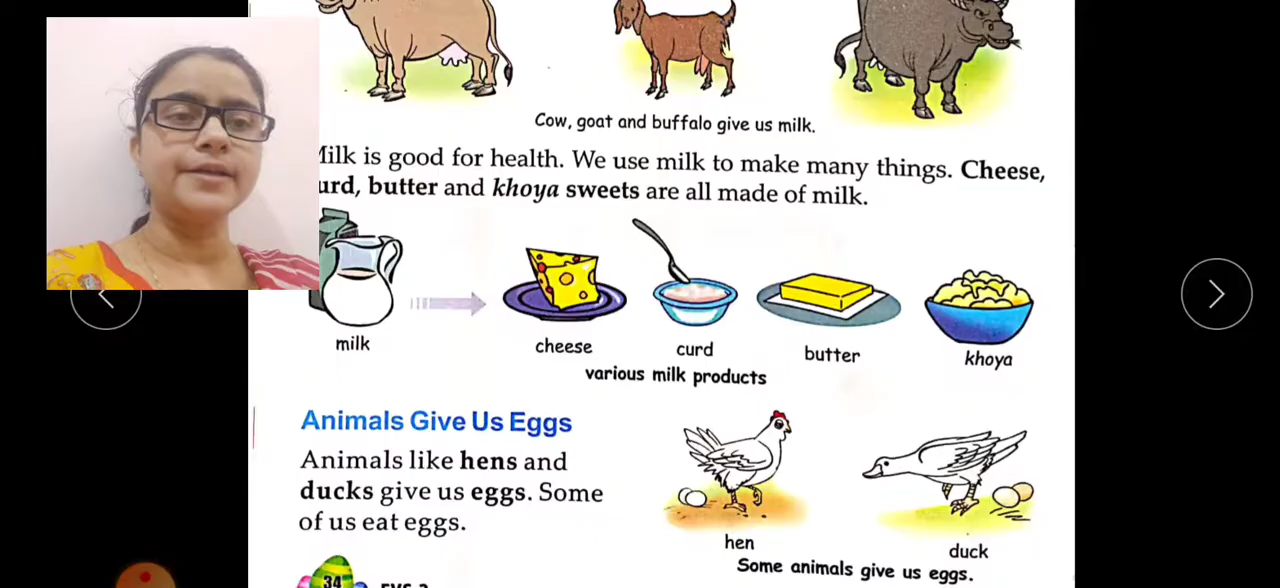 Cow, goat and buffalo give us milk.
ilk is good for health. We use milk to make many things. Cheese,
urd, butter and khoya sweets are all made of milk.
milk
cheese
curd
butter
khoya
various milk products
Animals Give Us Eggs
Animals like hens and
ducks give us eggs. Some
of us eat eggs.
hen
duck
Some animals give us eggs.
34